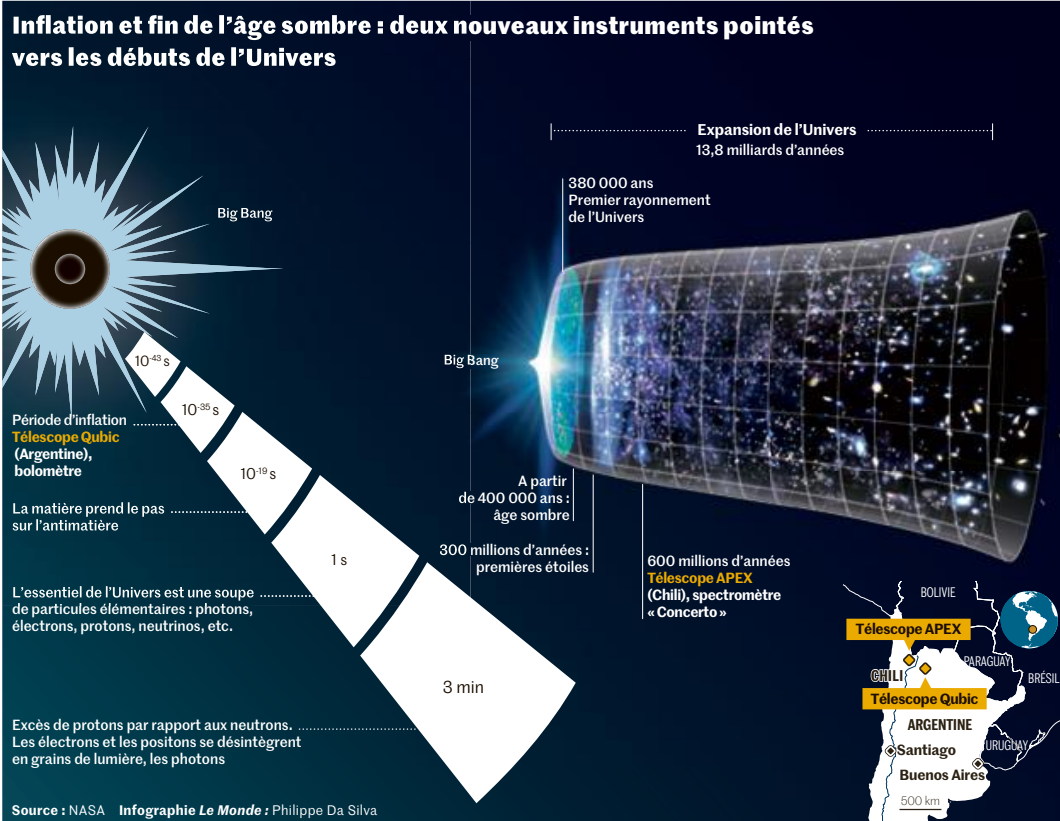 Inflation et fin de l’âge sombre : deux nouveaux instruments pointés
vers les débuts de l’Univers
Big Bang
10⁻⁴³ s
10⁻³⁵ s
10⁻¹⁹ s
1 s
3 min
Période d’inflation
Télescope Qubic
(Argentine),
bolomètre
La matière prend le pas
sur l’antimatière
L’essentiel de l’Univers est une soupe
de particules élémentaires : photons,
électrons, protons, neutrinos, etc.
Excès de protons par rapport aux neutrons.
Les électrons et les positons se désintègrent
en grains de lumière, les photons
Expansion de l’Univers
13,8 milliards d’années
380 000 ans
Premier rayonnement
de l’Univers
Big Bang
A partir
de 400 000 ans :
âge sombre
300 millions d’années :
premières étoiles
600 millions d’années
Télescope APEX
(Chili), spectromètre
« Concerto »
BOLIVIE
Télescope APEX
PARAGUAY
CHILI
BRÉSIL
Télescope Qubic
ARGENTINE
URUGUAY
Santiago
Buenos Aires
500 km
Source : NASA Infographie Le Monde : Philippe Da Silva